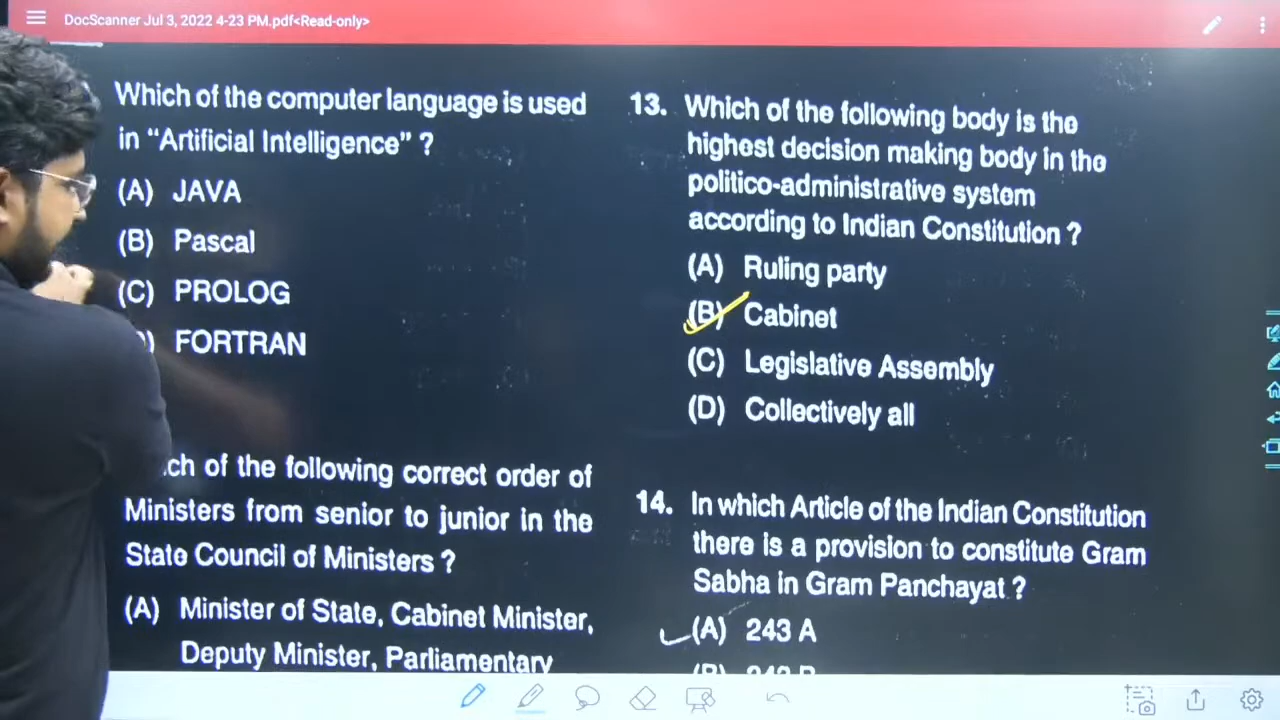 DocScanner Jul 3, 2022 4-23 PM.pdf<Read-only>
Which of the computer language is used
in “Artificial Intelligence” ?
(A) JAVA
(B) Pascal
(C) PROLOG
) FORTRAN
ch of the following correct order of
Ministers from senior to junior in the
State Council of Ministers ?
(A) Minister of State, Cabinet Minister,
Deputy Minister, Parliamentary
13. Which of the following body is the
highest decision making body in the
politico-administrative system
according to Indian Constitution ?
(A) Ruling party
(B) Cabinet
(C) Legislative Assembly
(D) Collectively all
14. In which Article of the Indian Constitution
there is a provision to constitute Gram
Sabha in Gram Panchayat ?
(A) 243 A